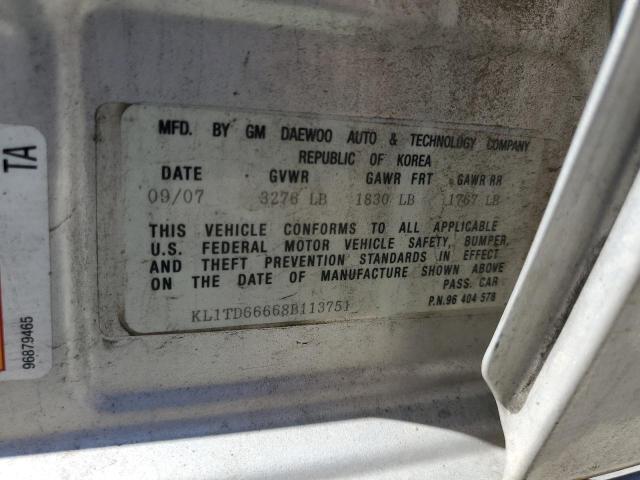 MFD. BY GM DAEWOO AUTO & TECHNOLOGY COMPANY
REPUBLIC OF KOREA
DATE GVWR GAWR FRT GAWR RR
09/07 3276 LB 1830 LB 1767 LB
THIS VEHICLE CONFORMS TO ALL APPLICABLE
U.S. FEDERAL MOTOR VEHICLE SAFETY, BUMPER,
AND THEFT PREVENTION STANDARDS IN EFFECT
ON THE DATE OF MANUFACTURE SHOWN ABOVE
PASS. CAR
P.N.96 404 578
KL1TD66668B113751
TA
96879465